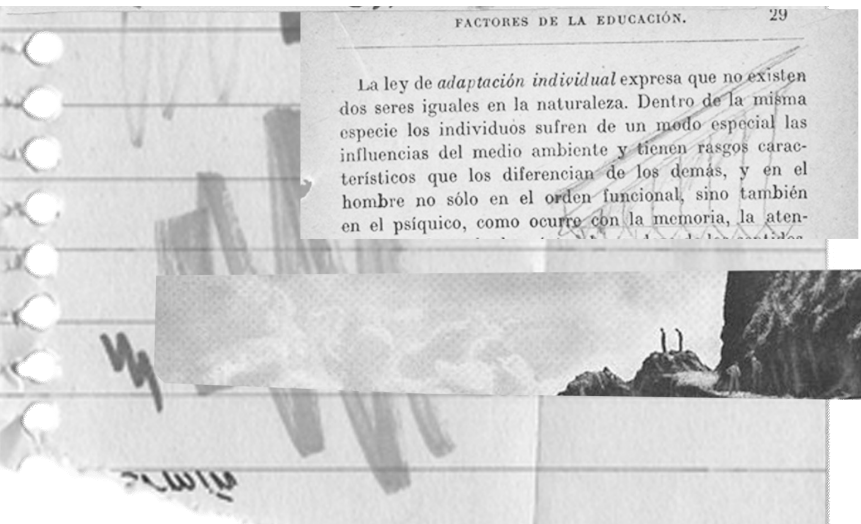 FACTORES DE LA EDUCACIÓN. 29
La ley de adaptación individual expresa que no existen
dos seres iguales en la naturaleza. Dentro de la misma
especie los individuos sufren de un modo especial las
influencias del medio ambiente y tienen rasgos carac-
terísticos que los diferencian de los demás, y en el
hombre no sólo en el orden funcional, sino también
en el psíquico, como ocurre con la memoria, la aten-